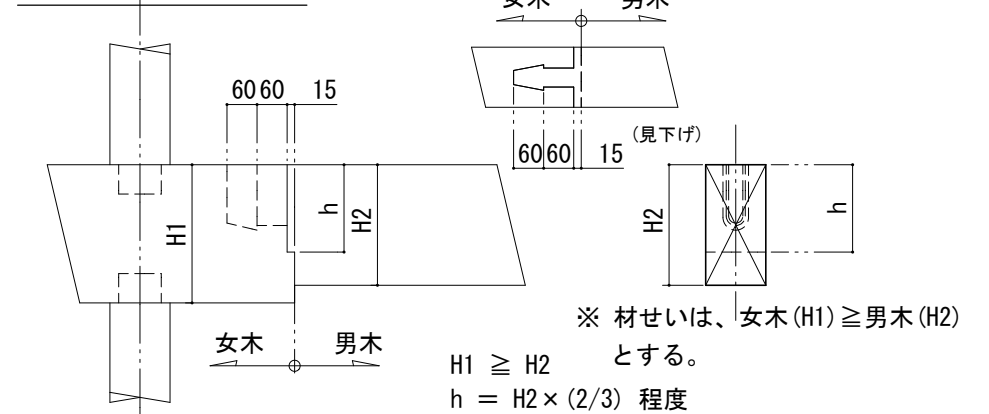 女木 男木
60 60 15
(見下げ)
60 60 15
H1
h
H2
H2
h
※ 材せいは、女木(H1)≧男木(H2)
とする。
女木 男木
H1 ≧ H2
h = H2×(2/3) 程度